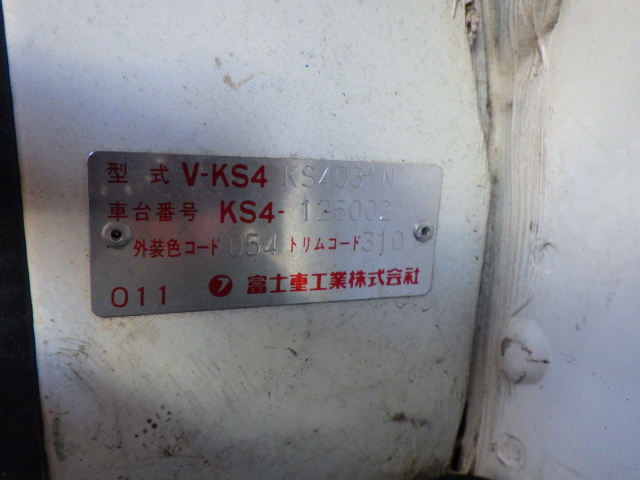 型式 V-KS4
車台番号 KS4-126002
外装色コード 054 トリムコード 310
011 フ 富士重工業株式会社